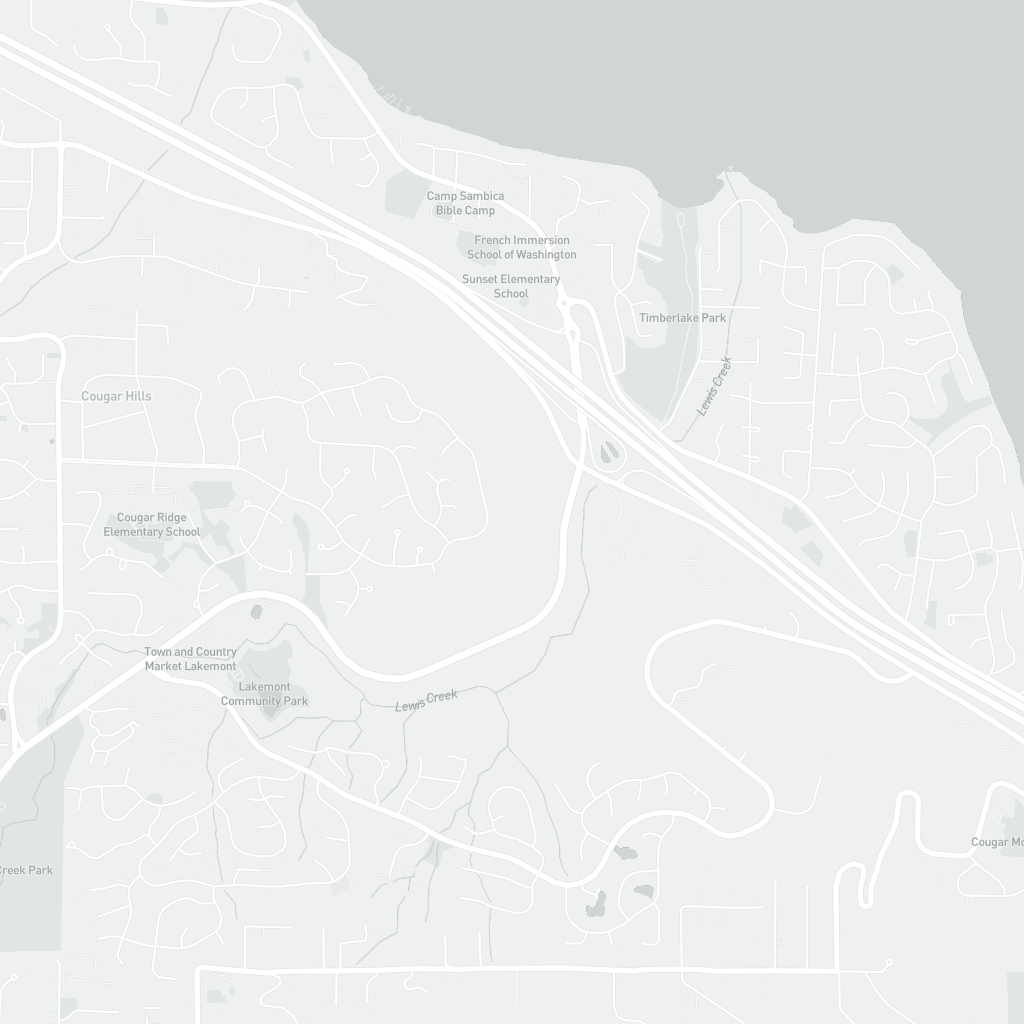 Camp Sambica
Bible Camp
French Immersion
School of Washington
Sunset Elementary
School
Timberlake Park
Lewis Creek
Cougar Hills
Cougar Ridge
Elementary School
Town and Country
Market Lakemont
Lakemont
Community Park
Lewis Creek
Cougar Mo
Creek Park